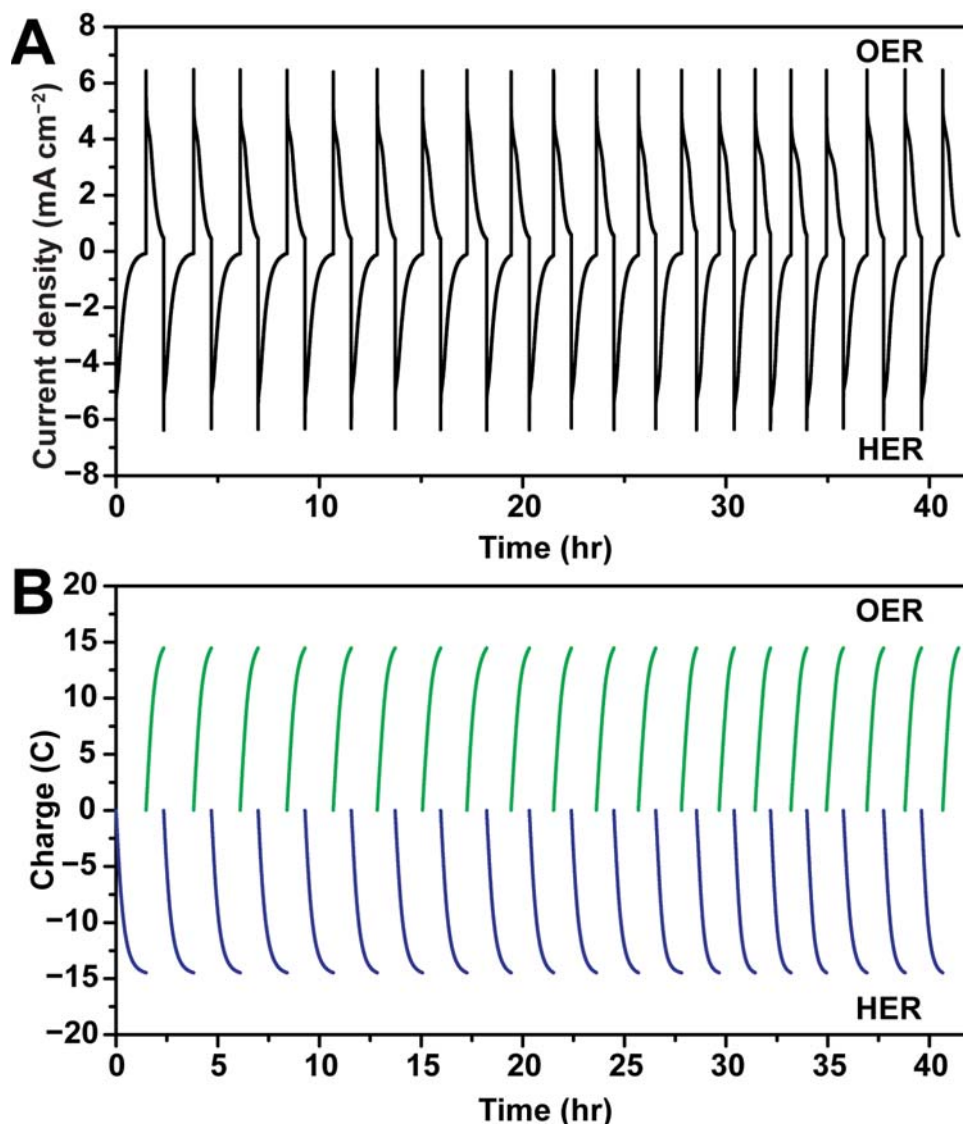 A
OER
8
6
4
2
0
−2
−4
−6
−8
Current density (mA cm⁻²)
HER
0 10 20 30 40
Time (hr)
B
OER
20
15
10
5
0
−5
−10
−15
−20
Charge (C)
HER
0 5 10 15 20 25 30 35 40
Time (hr)